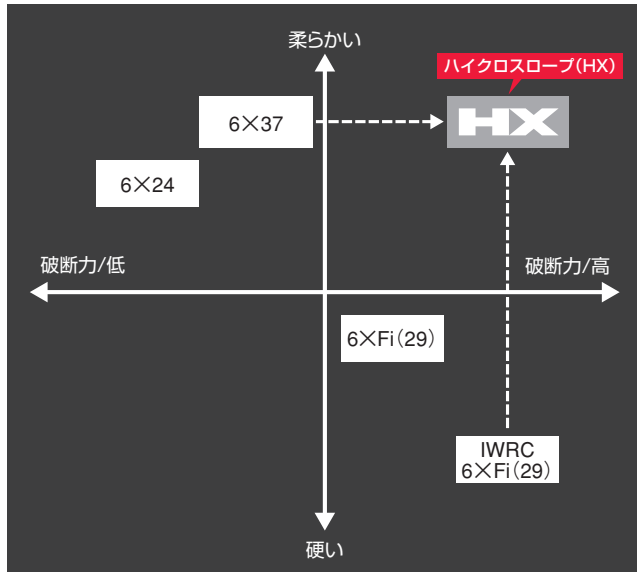 柔らかい
ハイクロスロープ(HX)
6×37
HX
6×24
破断力/低
破断力/高
6×Fi(29)
IWRC
6×Fi(29)
硬い